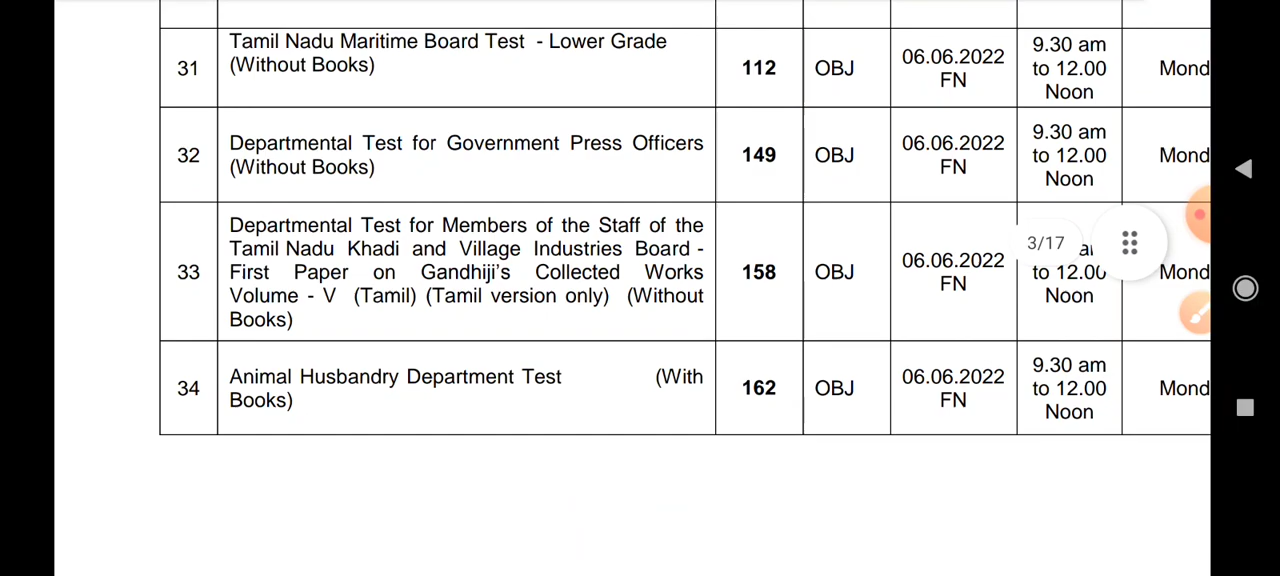 31
Tamil Nadu Maritime Board Test - Lower Grade
(Without Books)
112
OBJ
06.06.2022
FN
9.30 am
to 12.00
Noon
Mond
32
Departmental Test for Government Press Officers
(Without Books)
149
OBJ
06.06.2022
FN
9.30 am
to 12.00
Noon
Mond
33
Departmental Test for Members of the Staff of the
Tamil Nadu Khadi and Village Industries Board -
First Paper on Gandhiji's Collected Works
Volume - V (Tamil) (Tamil version only) (Without
Books)
158
OBJ
06.06.2022
FN
to 12.00
Noon
Mond
3/17
34
Animal Husbandry Department Test (With
Books)
162
OBJ
06.06.2022
FN
9.30 am
to 12.00
Noon
Mond